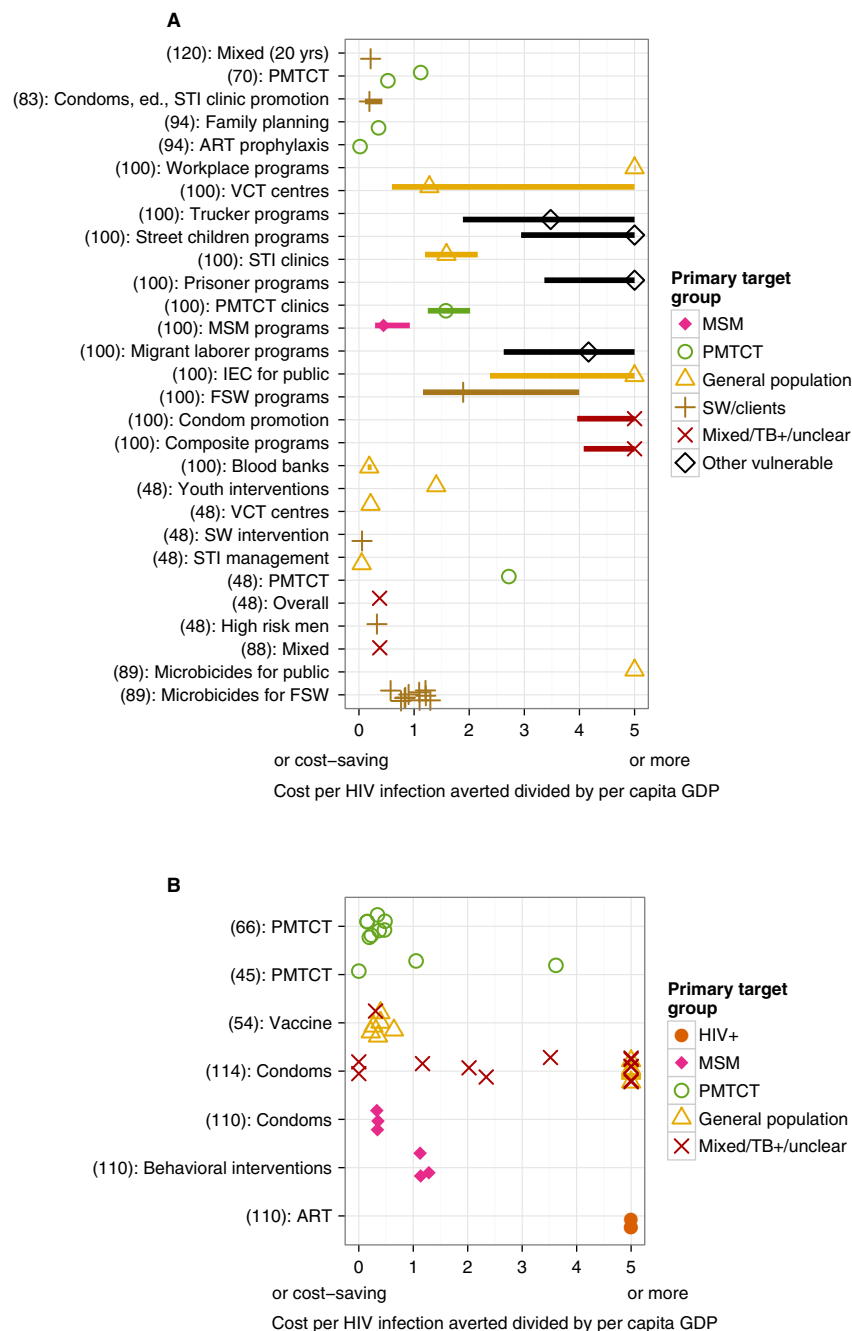 A
(120): Mixed (20 yrs)
(70): PMTCT
(83): Condoms, ed., STI clinic promotion
(94): Family planning
(94): ART prophylaxis
(100): Workplace programs
(100): VCT centres
(100): Trucker programs
(100): Street children programs
(100): STI clinics
(100): Prisoner programs
(100): PMTCT clinics
(100): MSM programs
(100): Migrant laborer programs
(100): IEC for public
(100): FSW programs
(100): Condom promotion
(100): Composite programs
(100): Blood banks
(48): Youth interventions
(48): VCT centres
(48): SW intervention
(48): STI management
(48): PMTCT
(48): Overall
(48): High risk men
(88): Mixed
(89): Microbicides for public
(89): Microbicides for FSW
0 1 2 3 4 5
or cost−saving or more
Cost per HIV infection averted divided by per capita GDP
Primary target
group
MSM
PMTCT
General population
SW/clients
Mixed/TB+/unclear
Other vulnerable
B
(66): PMTCT
(45): PMTCT
(54): Vaccine
(114): Condoms
(110): Condoms
(110): Behavioral interventions
(110): ART
0 1 2 3 4 5
or cost−saving or more
Cost per HIV infection averted divided by per capita GDP
Primary target
group
HIV+
MSM
PMTCT
General population
Mixed/TB+/unclear